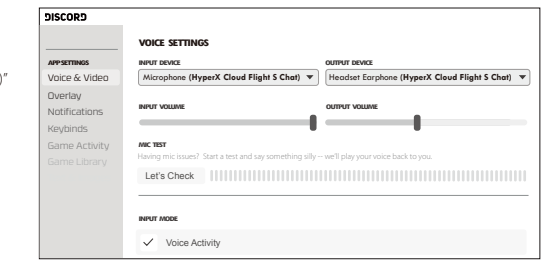 )"
DISCORD
APP SETTINGS
Voice & Video
Overlay
Notifications
Keybinds
Game Activity
Game Library
VOICE SETTINGS
INPUT DEVICE
Microphone (HyperX Cloud Flight S Chat)
OUTPUT DEVICE
Headset Earphone (HyperX Cloud Flight S Chat)
INPUT VOLUME
OUTPUT VOLUME
MIC TEST
Having mic issues? Start a test and say something silly -- we'll play your voice back to you.
Let's Check
INPUT MODE
Voice Activity